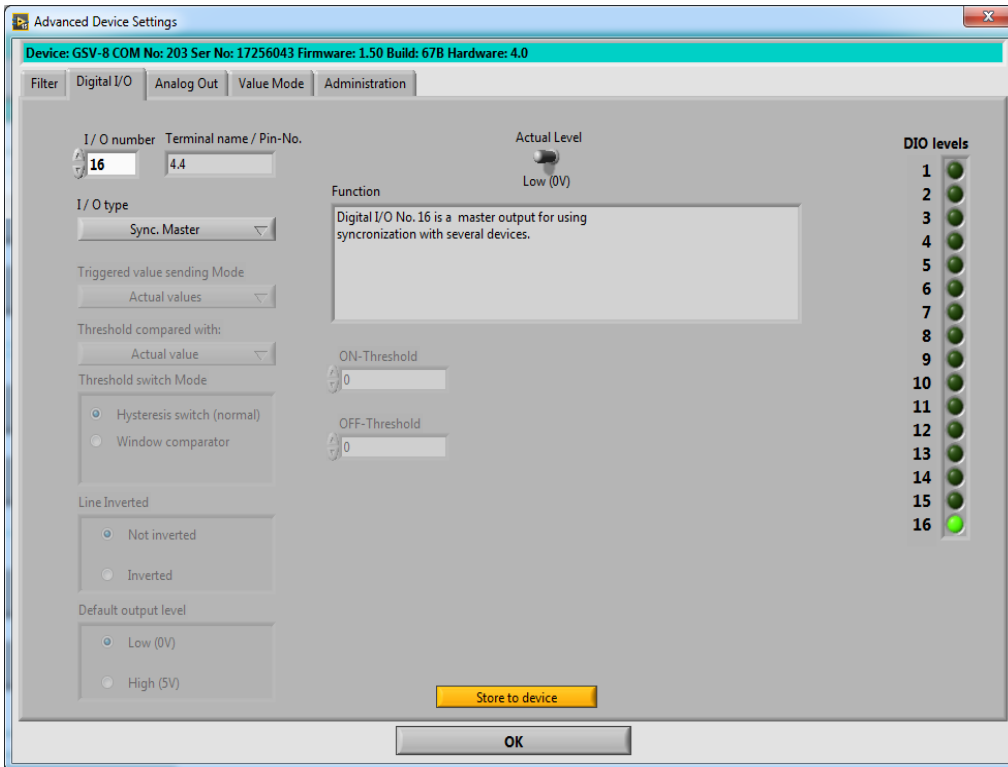 Advanced Device Settings
x
Device: GSV-8 COM No: 203 Ser No: 17256043 Firmware: 1.50 Build: 67B Hardware: 4.0
Filter
Digital I/O
Analog Out
Value Mode
Administration
I / O number
Terminal name / Pin-No.
16
4.4
I / O type
Sync. Master
Triggered value sending Mode
Actual values
Threshold compared with:
Actual value
Threshold switch Mode
Hysteresis switch (normal)
Window comparator
Line Inverted
Not inverted
Inverted
Default output level
Low (0V)
High (5V)
Actual Level
Low (0V)
Function
Digital I/O No. 16 is a  master output for using
syncronization with several devices.
ON-Threshold
0
OFF-Threshold
0
DIO levels
1
2
3
4
5
6
7
8
9
10
11
12
13
14
15
16
Store to device
OK